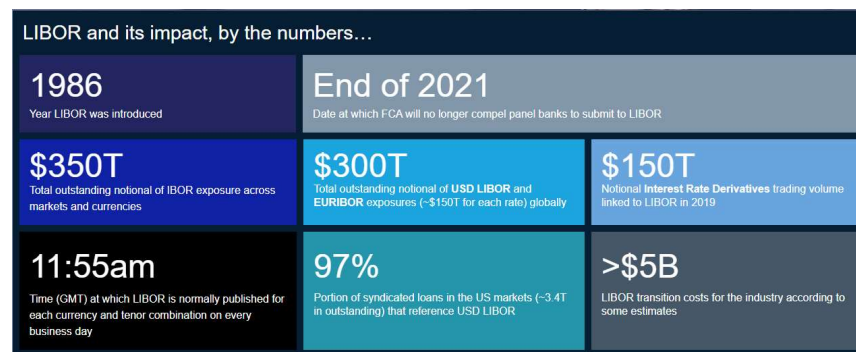 LIBOR and its impact, by the numbers…
1986
Year LIBOR was introduced
End of 2021
Date at which FCA will no longer compel panel banks to submit to LIBOR
$350T
Total outstanding notional of IBOR exposure across
markets and currencies
$300T
Total outstanding notional of USD LIBOR and
EURIBOR exposures (~$150T for each rate) globally
$150T
Notional Interest Rate Derivatives trading volume
linked to LIBOR in 2019
11:55am
Time (GMT) at which LIBOR is normally published for
each currency and tenor combination on every
business day
97%
Portion of syndicated loans in the US markets (~3.4T
in outstanding) that reference USD LIBOR
>$5B
LIBOR transition costs for the industry according to
some estimates